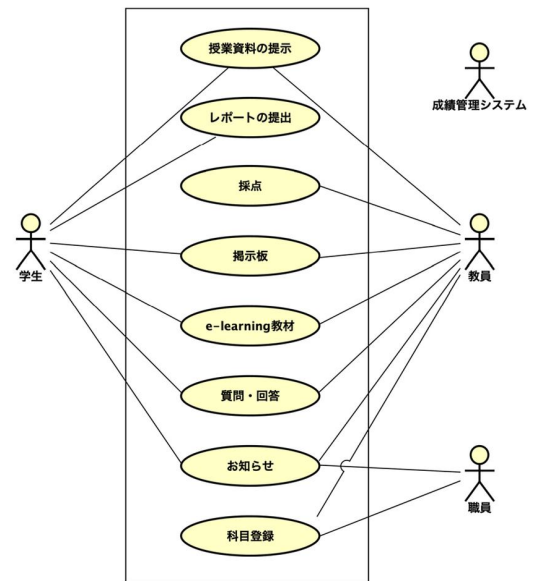 授業資料の提示
成績管理システム
レポートの提出
採点
学生
掲示板
教員
e-learning教材
質問・回答
お知らせ
職員
科目登録